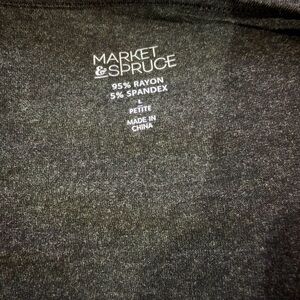 MARKET
& SPRUCE
95% RAYON
5% SPANDEX
L
PETITE
MADE IN
CHINA